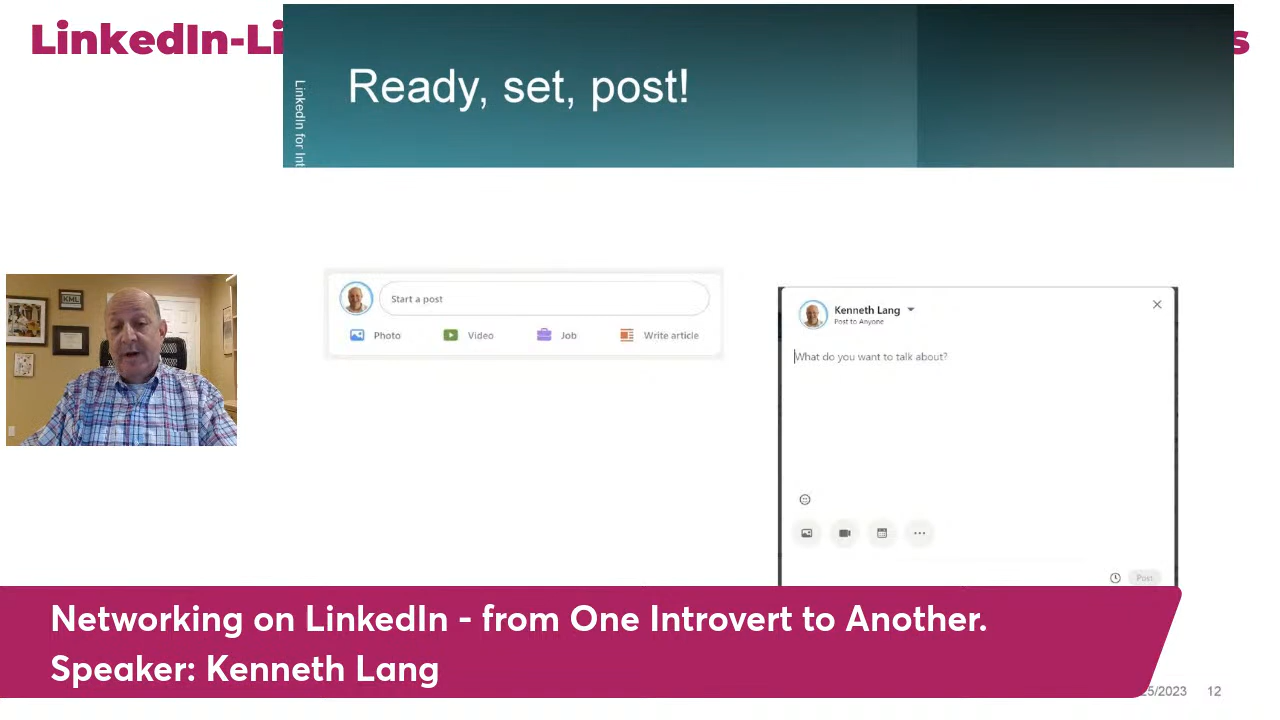 LinkedIn-Li
s
Ready, set, post!
LinkedIn for Int
KML
Start a post
Photo
Video
Job
Write article
Kenneth Lang
Post to Anyone
What do you want to talk about?
Post
Networking on LinkedIn - from One Introvert to Another.
Speaker: Kenneth Lang
5/2023
12